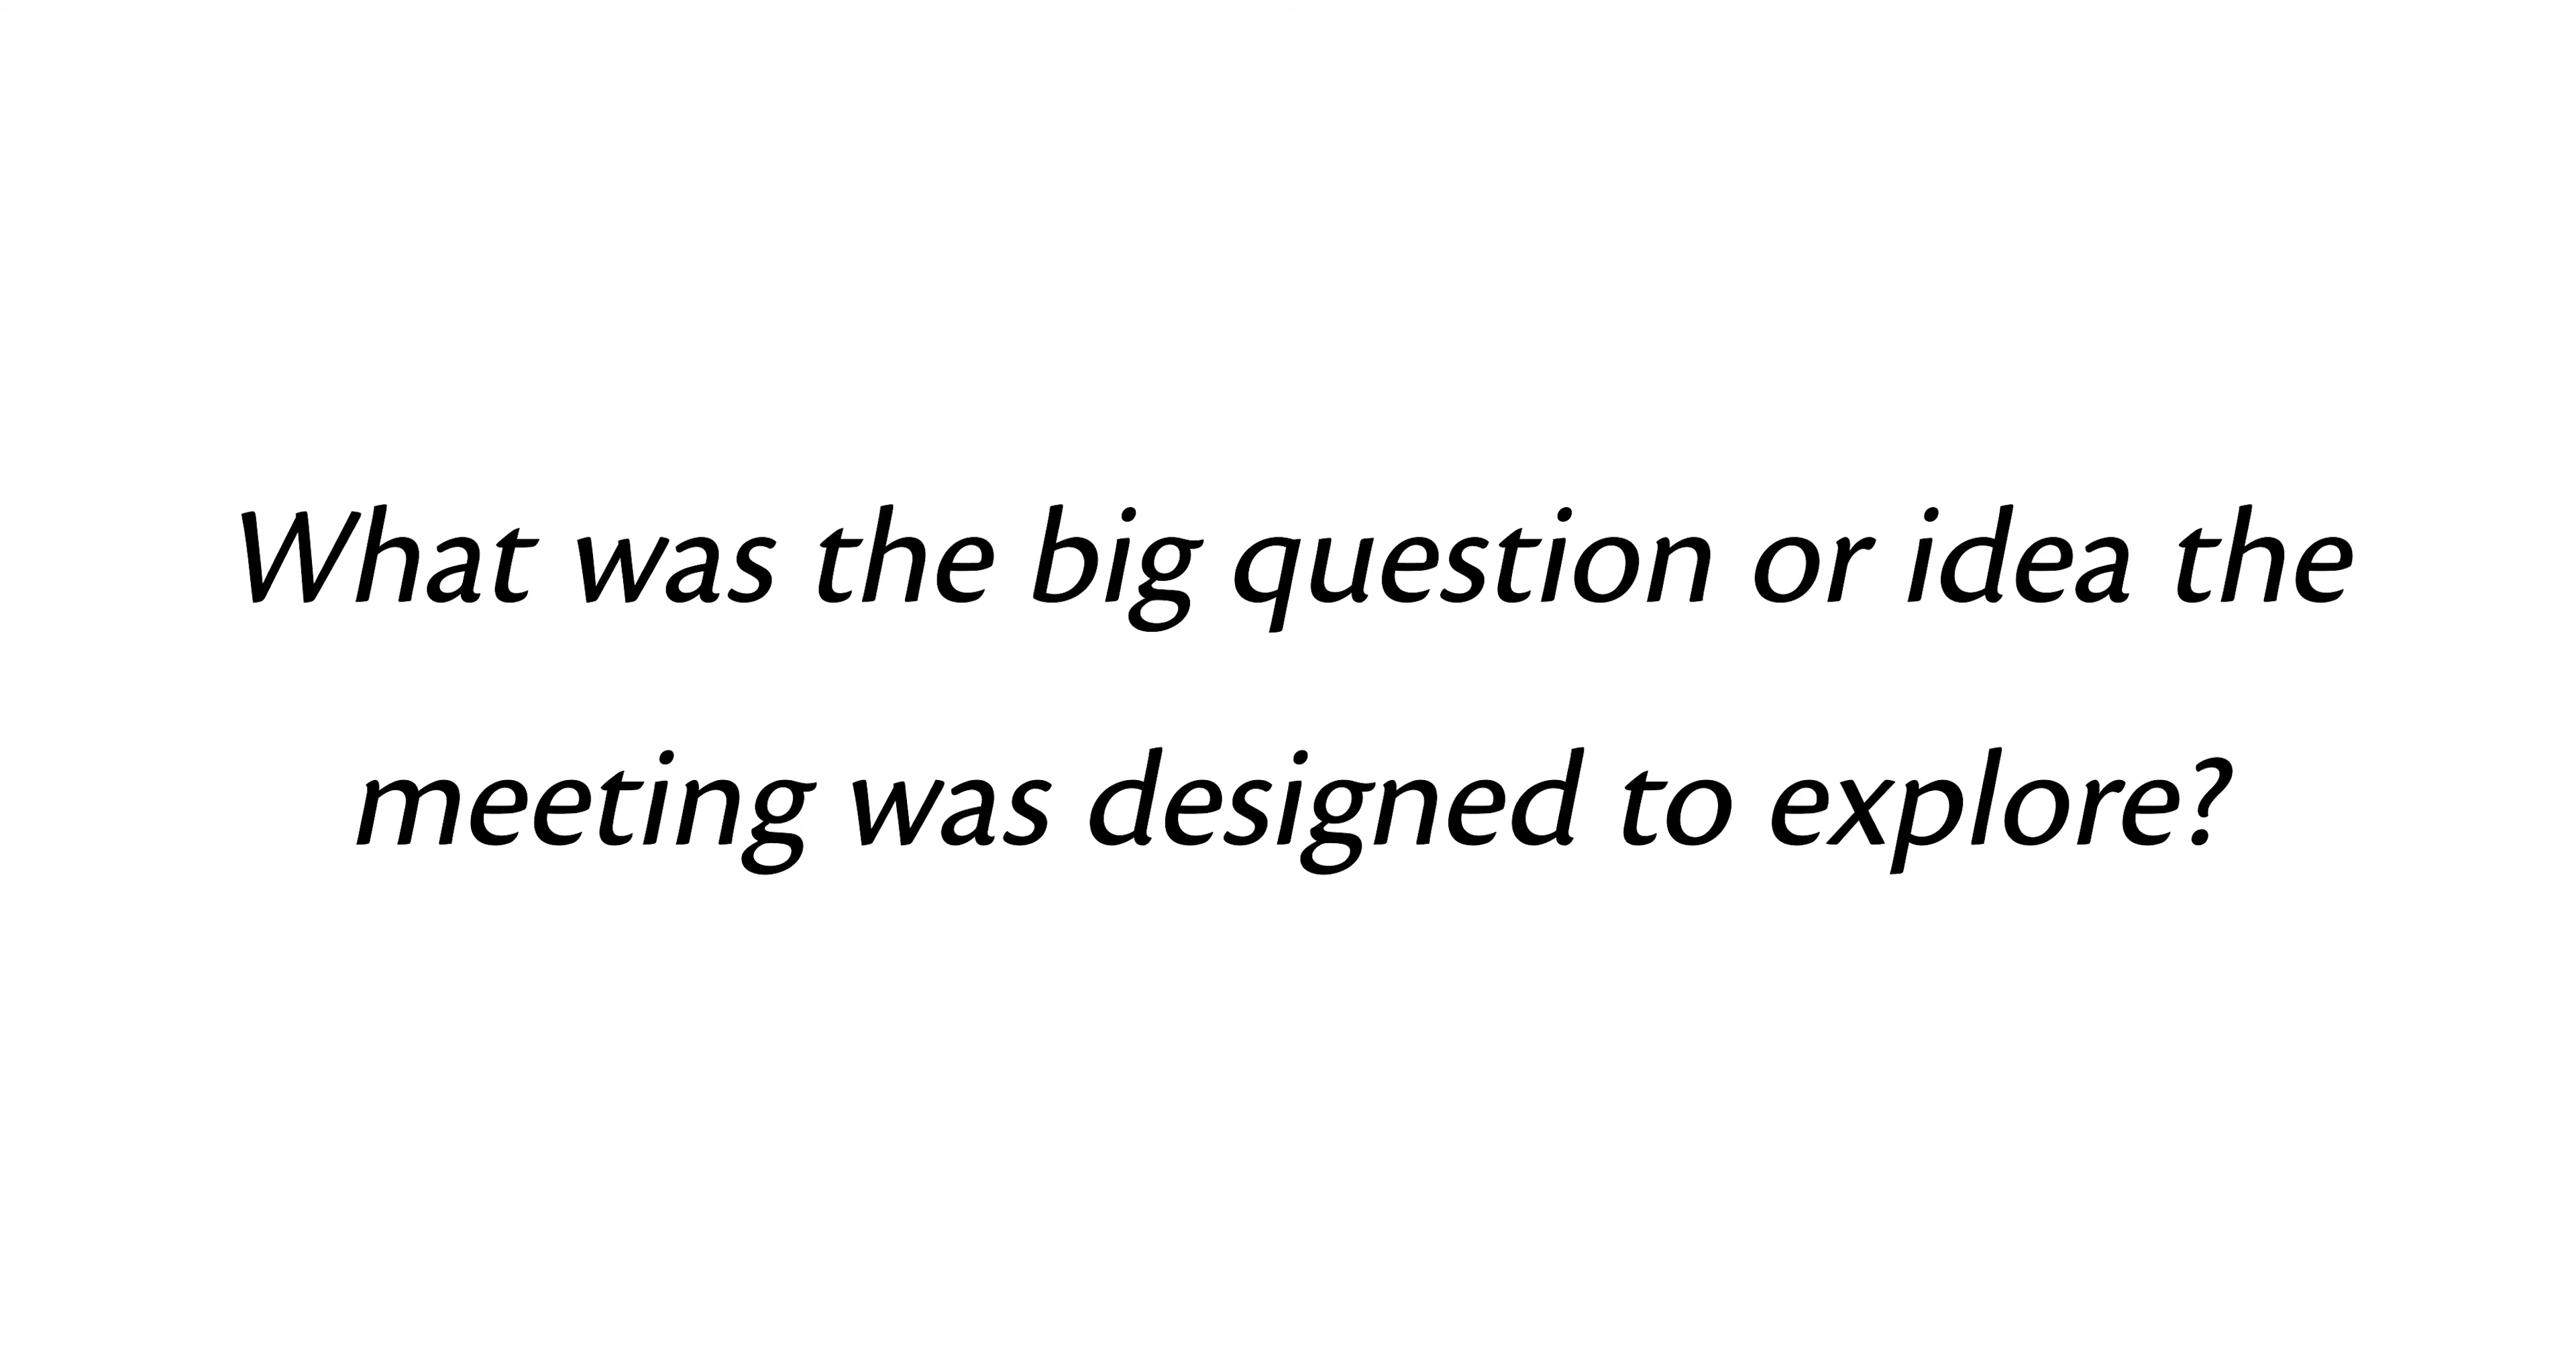 What was the big question or idea the
meeting was designed to explore?